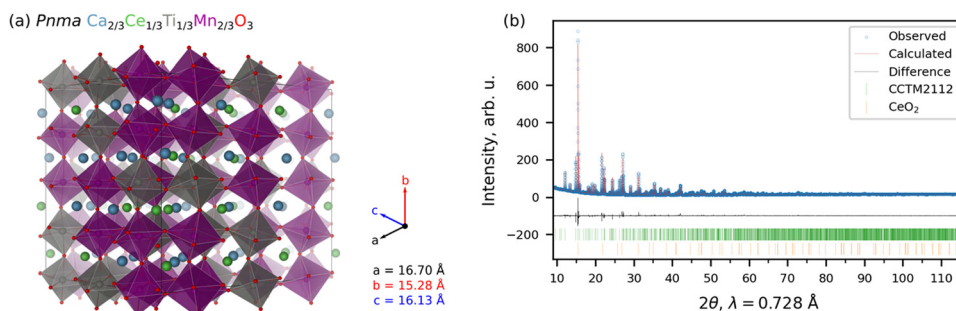 (a) Pnma Ca2/3Ce1/3Ti1/3Mn2/3O3
b
c
a
a = 16.70 Å
b = 15.28 Å
c = 16.13 Å
(b)
Observed
Calculated
Difference
CCTM2112
CeO2
Intensity, arb. u.
800
600
400
200
0
−200
10 20 30 40 50 60 70 80 90 100 110
2θ, λ = 0.728 Å